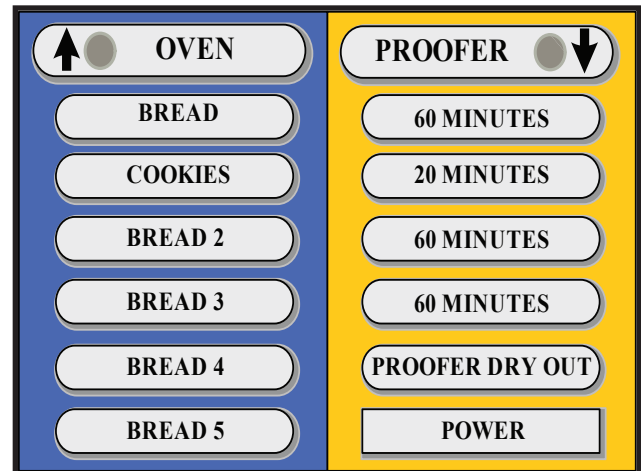 OVEN
BREAD
COOKIES
BREAD 2
BREAD 3
BREAD 4
BREAD 5
PROOFER
60 MINUTES
20 MINUTES
60 MINUTES
60 MINUTES
PROOFER DRY OUT
POWER